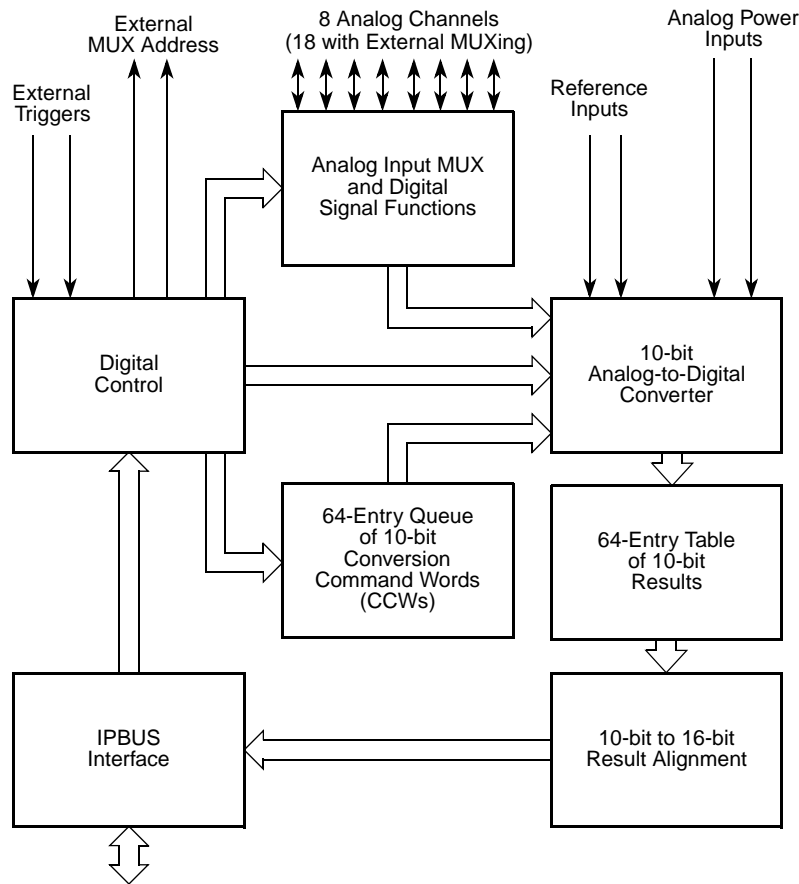 External
MUX Address
8 Analog Channels
(18 with External MUXing)
Analog Power
Inputs
External
Triggers
Reference
Inputs
Analog Input MUX
and Digital
Signal Functions
Digital
Control
10-bit
Analog-to-Digital
Converter
64-Entry Queue
of 10-bit
Conversion
Command Words
(CCWs)
64-Entry Table
of 10-bit
Results
IPBUS
Interface
10-bit to 16-bit
Result Alignment